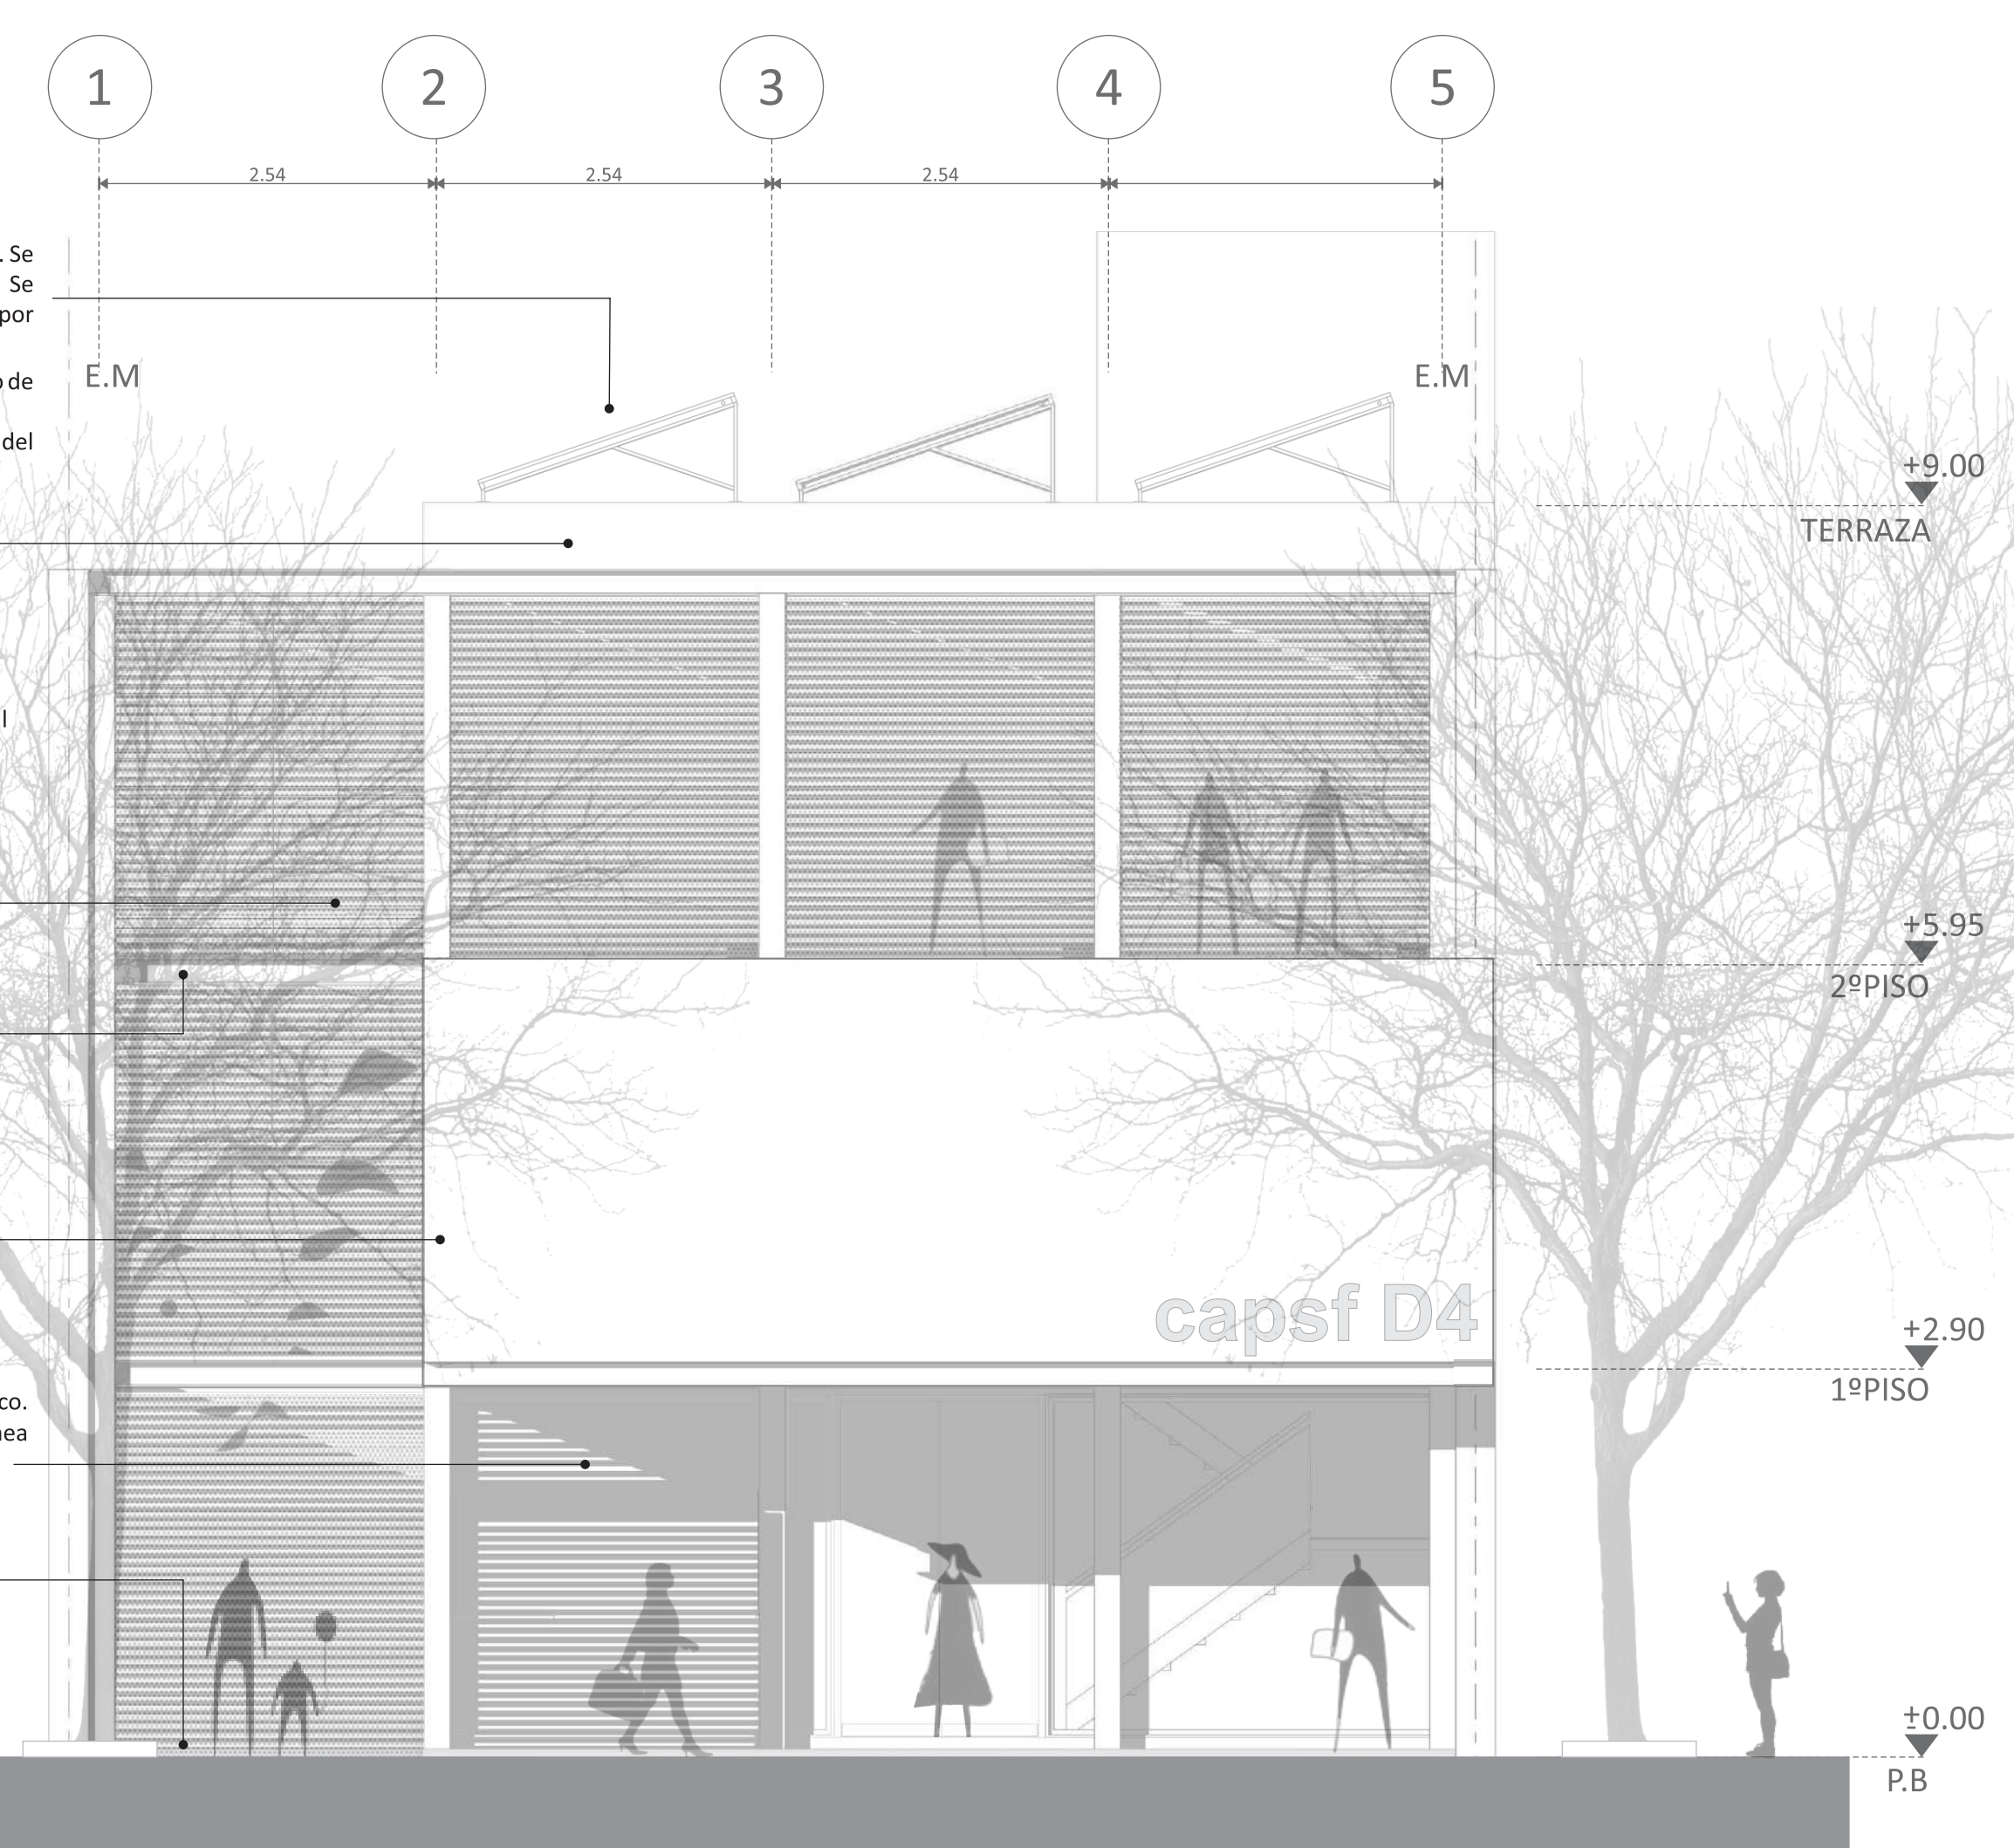 1 2 3 4 5
2.54 2.54 2.54
. Se
Se
por
de
del
E.M E.M
+9.00
TERRAZA
+5.95
2ºPISO
capsf D4
+2.90
1ºPISO
co.
±0.00
P.B